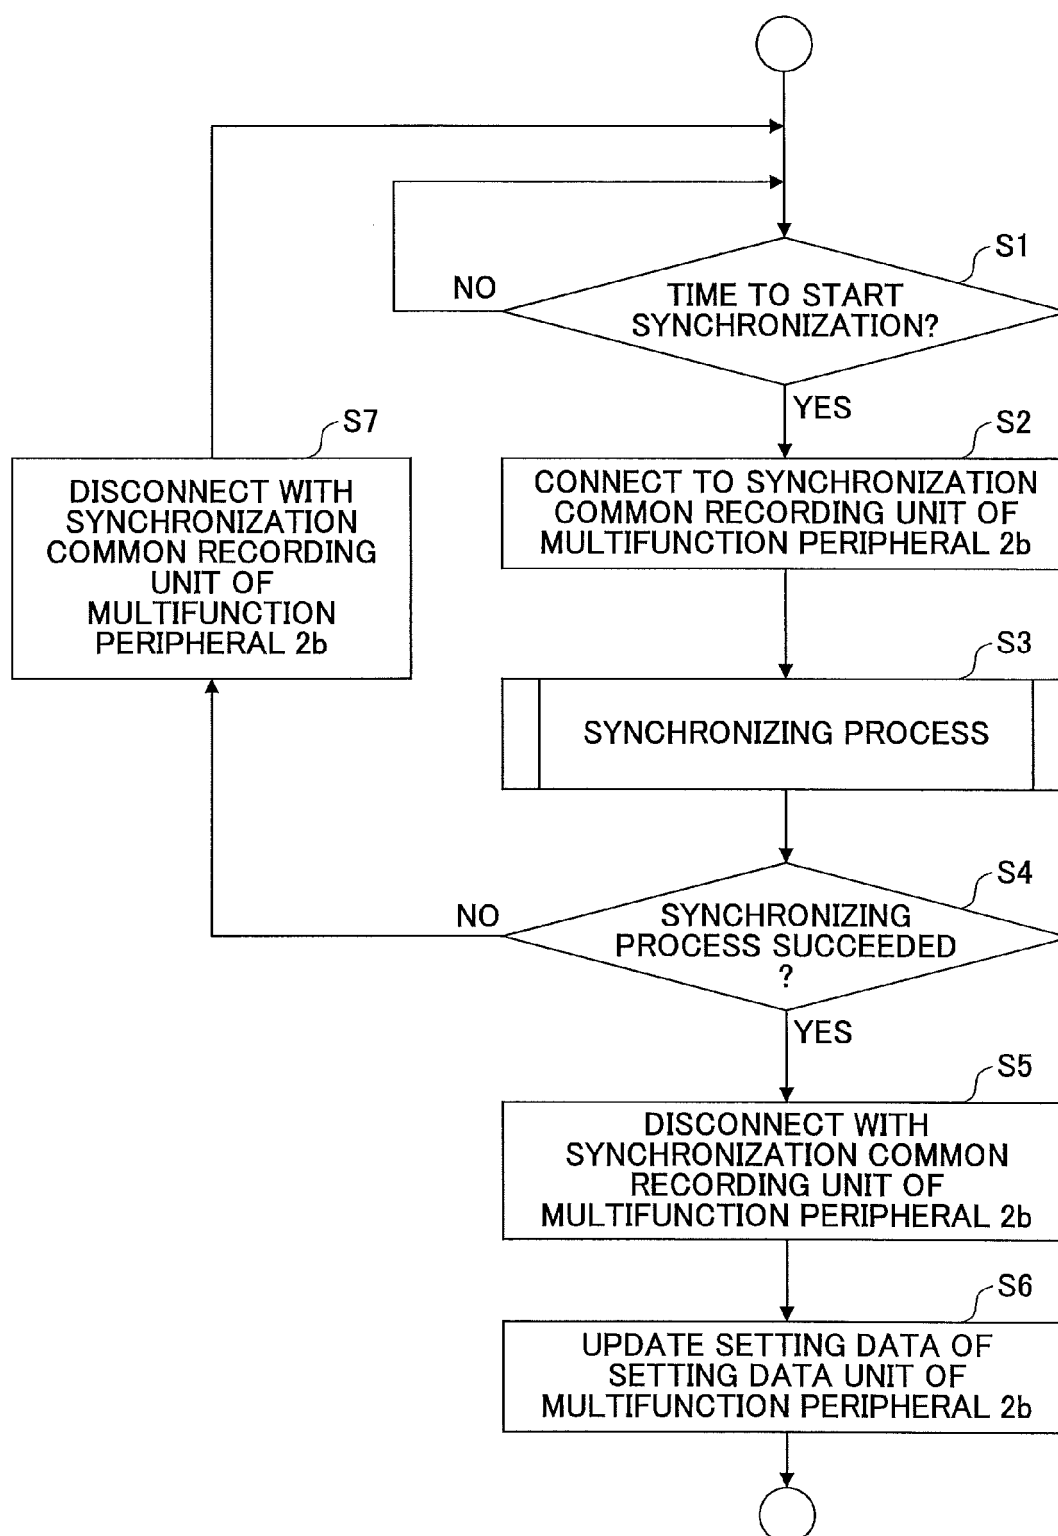 S1
TIME TO START
SYNCHRONIZATION?
NO
YES
S2
CONNECT TO SYNCHRONIZATION
COMMON RECORDING UNIT OF
MULTIFUNCTION PERIPHERAL 2b
S7
DISCONNECT WITH
SYNCHRONIZATION
COMMON RECORDING
UNIT OF
MULTIFUNCTION
PERIPHERAL 2b
S3
SYNCHRONIZING PROCESS
S4
SYNCHRONIZING
PROCESS SUCCEEDED
?
NO
YES
S5
DISCONNECT WITH
SYNCHRONIZATION COMMON
RECORDING UNIT OF
MULTIFUNCTION PERIPHERAL 2b
S6
UPDATE SETTING DATA OF
SETTING DATA UNIT OF
MULTIFUNCTION PERIPHERAL 2b